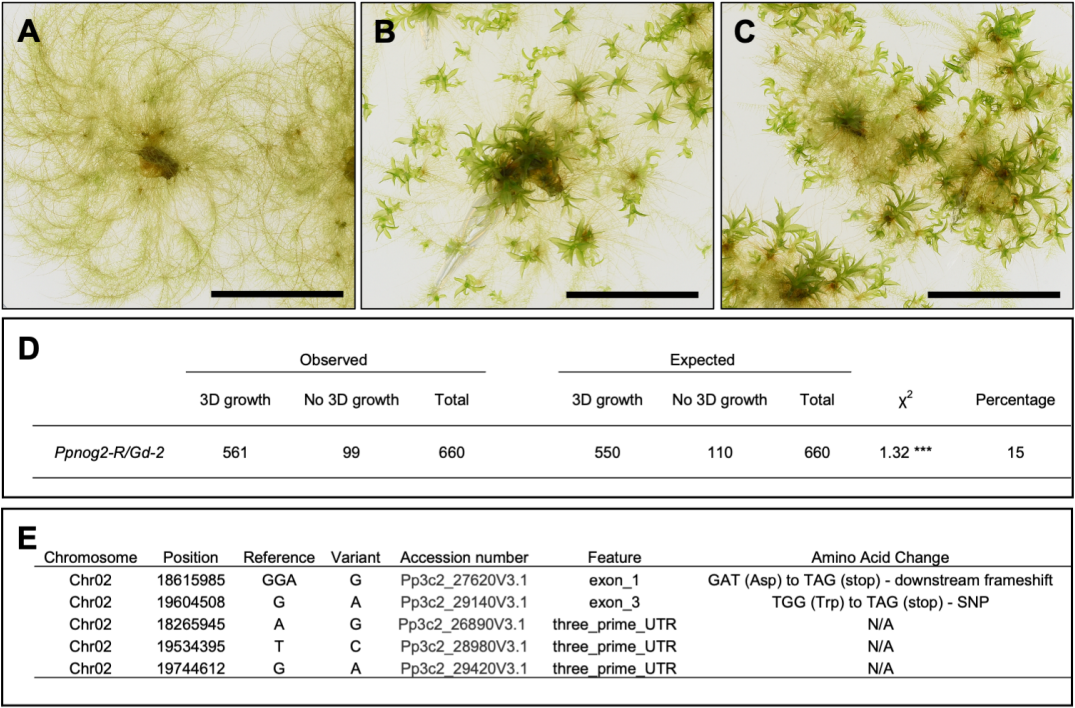 A
B
C
D
Observed Expected
3D growth No 3D growth Total 3D growth No 3D growth Total χ2 Percentage
Ppnog2-R/Gd-2 561 99 660 550 110 660 1.32 *** 15
E
Chromosome Position Reference Variant Accession number Feature Amino Acid Change
Chr02 18615985 GGA G Pp3c2_27620V3.1 exon_1 GAT (Asp) to TAG (stop) - downstream frameshift
Chr02 19604508 G A Pp3c2_29140V3.1 exon_3 TGG (Trp) to TAG (stop) - SNP
Chr02 18265945 A G Pp3c2_26890V3.1 three_prime_UTR N/A
Chr02 19534395 T C Pp3c2_28980V3.1 three_prime_UTR N/A
Chr02 19744612 G A Pp3c2_29420V3.1 three_prime_UTR N/A